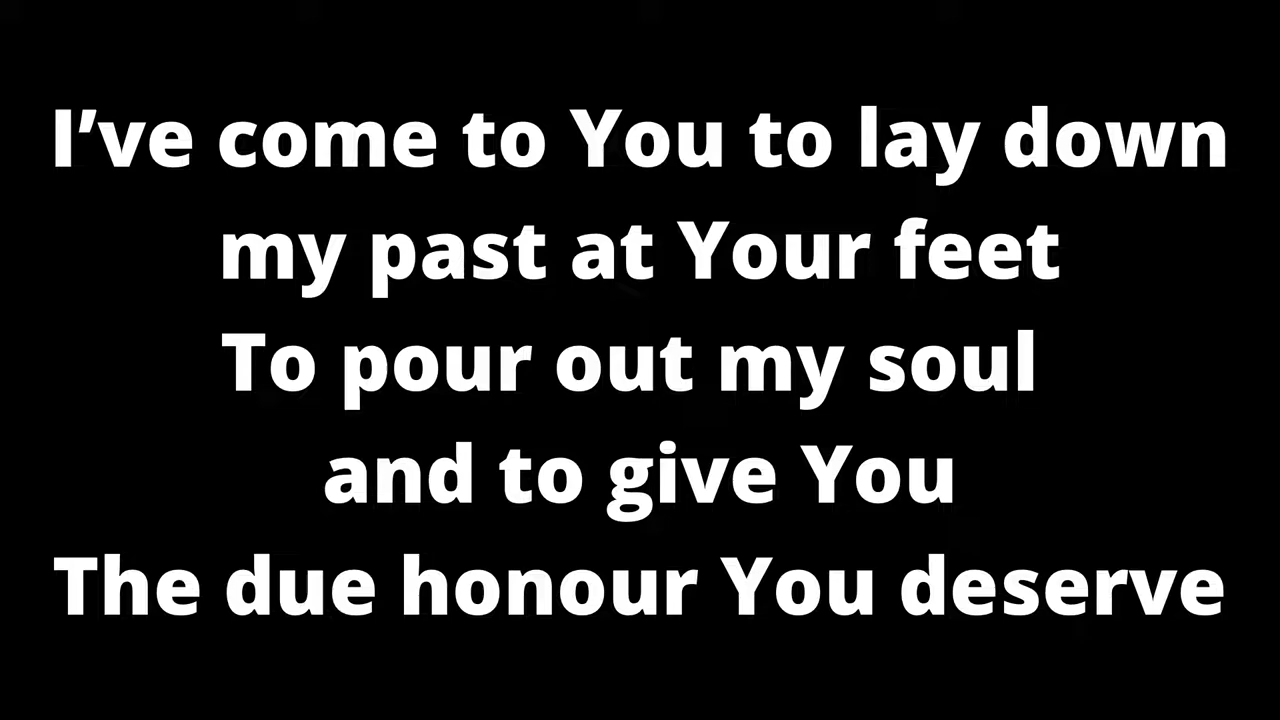 I’ve come to You to lay down
my past at Your feet
To pour out my soul
and to give You
The due honour You deserve